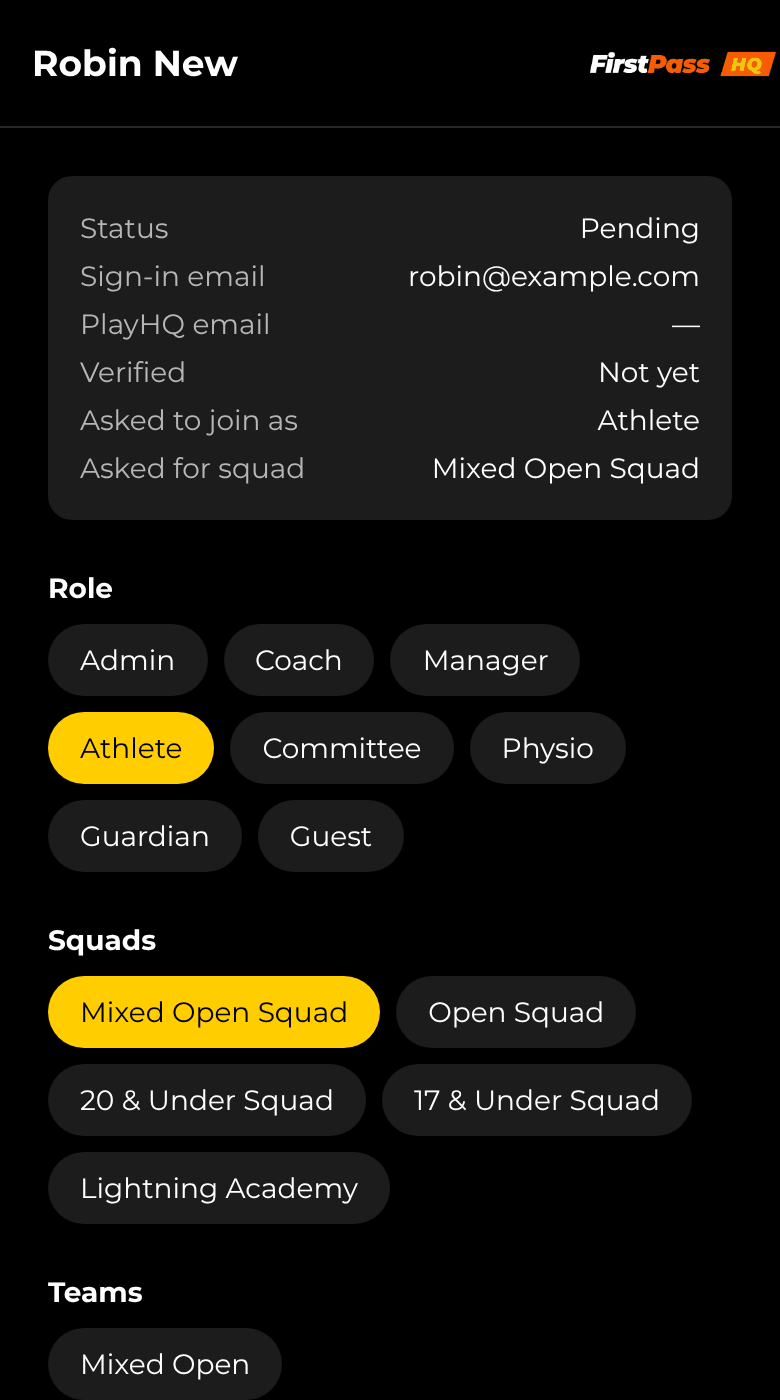 Robin New
FirstPass HQ
Status Pending
Sign-in email robin@example.com
PlayHQ email —
Verified Not yet
Asked to join as Athlete
Asked for squad Mixed Open Squad
Role
Admin Coach Manager
Athlete Committee Physio
Guardian Guest
Squads
Mixed Open Squad Open Squad
20 & Under Squad 17 & Under Squad
Lightning Academy
Teams
Mixed Open